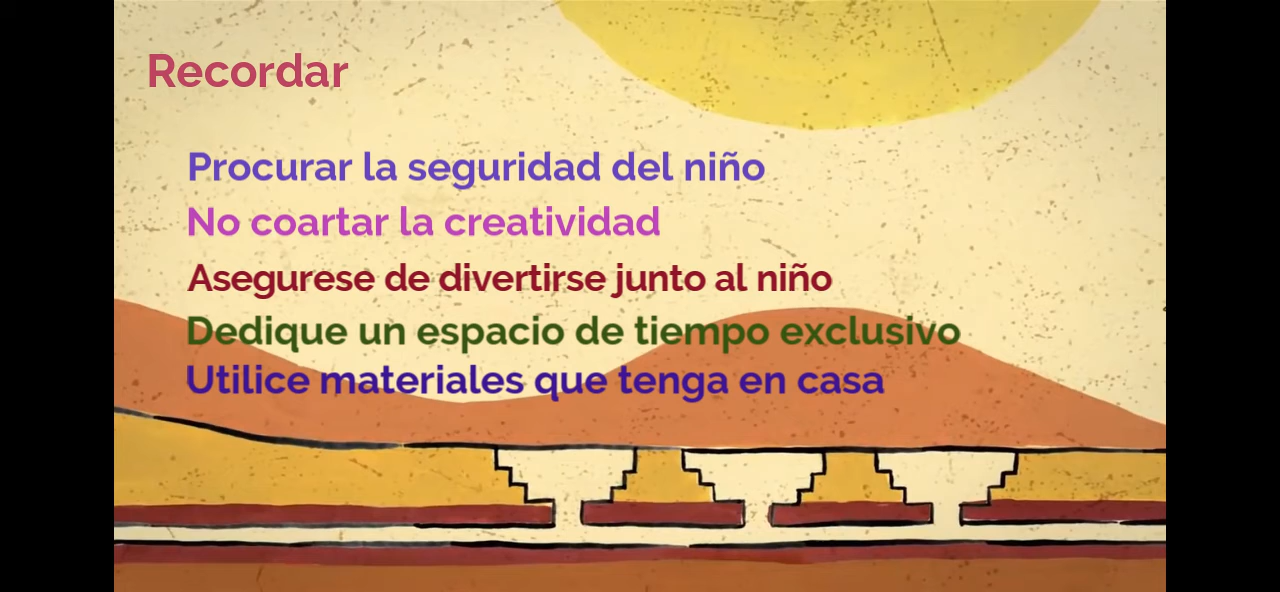 Recordar
Procurar la seguridad del niño
No coartar la creatividad
Asegurese de divertirse junto al niño
Dedique un espacio de tiempo exclusivo
Utilice materiales que tenga en casa